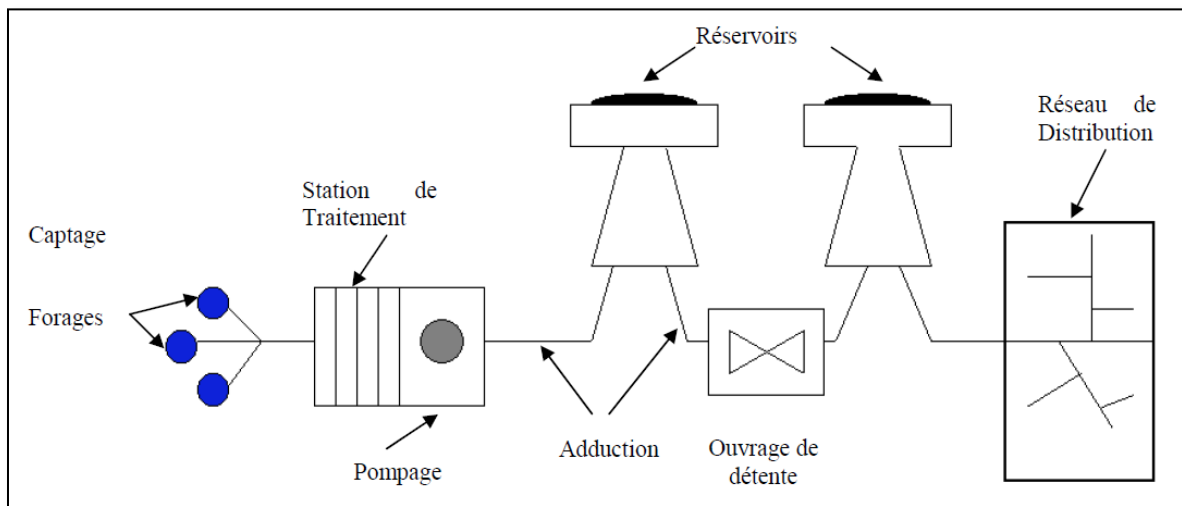 Réservoirs
Réseau de
Distribution
Station de
Traitement
Captage
Forages
Adduction
Ouvrage de
détente
Pompage